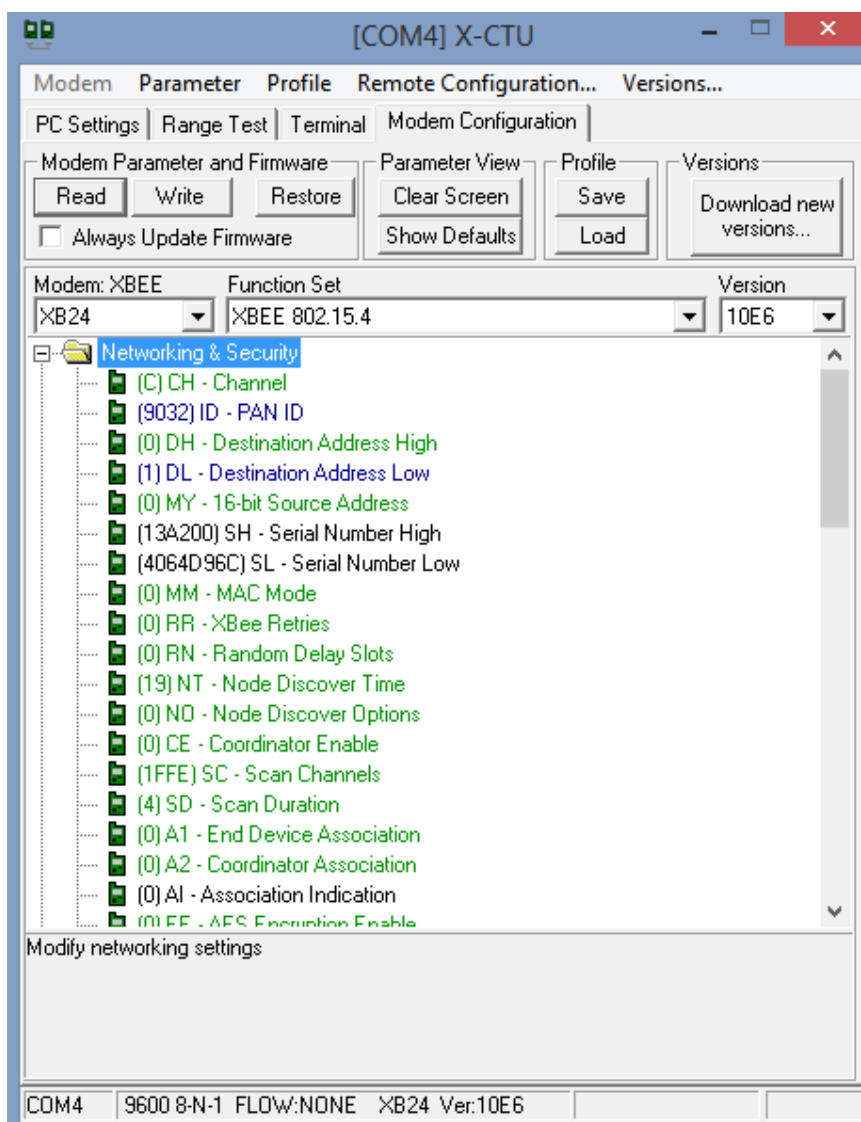 [COM4] X-CTU
Modem Parameter Profile Remote Configuration... Versions...
PC Settings Range Test Terminal Modem Configuration
Modem Parameter and Firmware Parameter View Profile Versions
Read Write Restore Clear Screen Save Download new versions...
Always Update Firmware Show Defaults Load
Modem: XBEE Function Set Version
XB24 XBEE 802.15.4 10E6
Networking & Security
(C) CH - Channel
(9032) ID - PAN ID
(0) DH - Destination Address High
(1) DL - Destination Address Low
(0) MY - 16-bit Source Address
(13A200) SH - Serial Number High
(4064D96C) SL - Serial Number Low
(0) MM - MAC Mode
(0) RR - XBee Retries
(0) RN - Random Delay Slots
(19) NT - Node Discover Time
(0) NO - Node Discover Options
(0) CE - Coordinator Enable
(1FFE) SC - Scan Channels
(4) SD - Scan Duration
(0) A1 - End Device Association
(0) A2 - Coordinator Association
(0) AI - Association Indication
(0) EE - AES Encryption Enable
Modify networking settings
COM4 9600 8-N-1 FLOW:NONE XB24 Ver:10E6